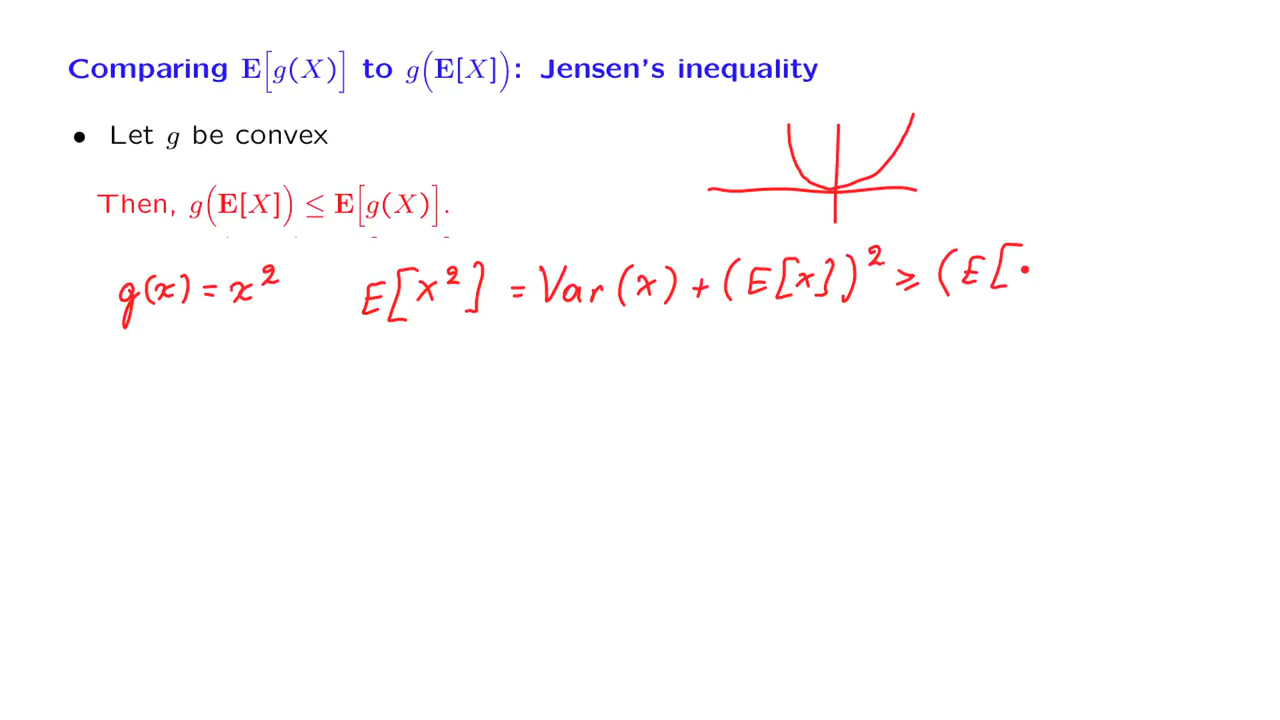 Comparing E[g(X)] to g(E[X]): Jensen's inequality
• Let g be convex
Then, g(E[X]) ≤ E[g(X)].
g(x) = x² E[X²] = Var(X) + (E[X])² ≥ (E[